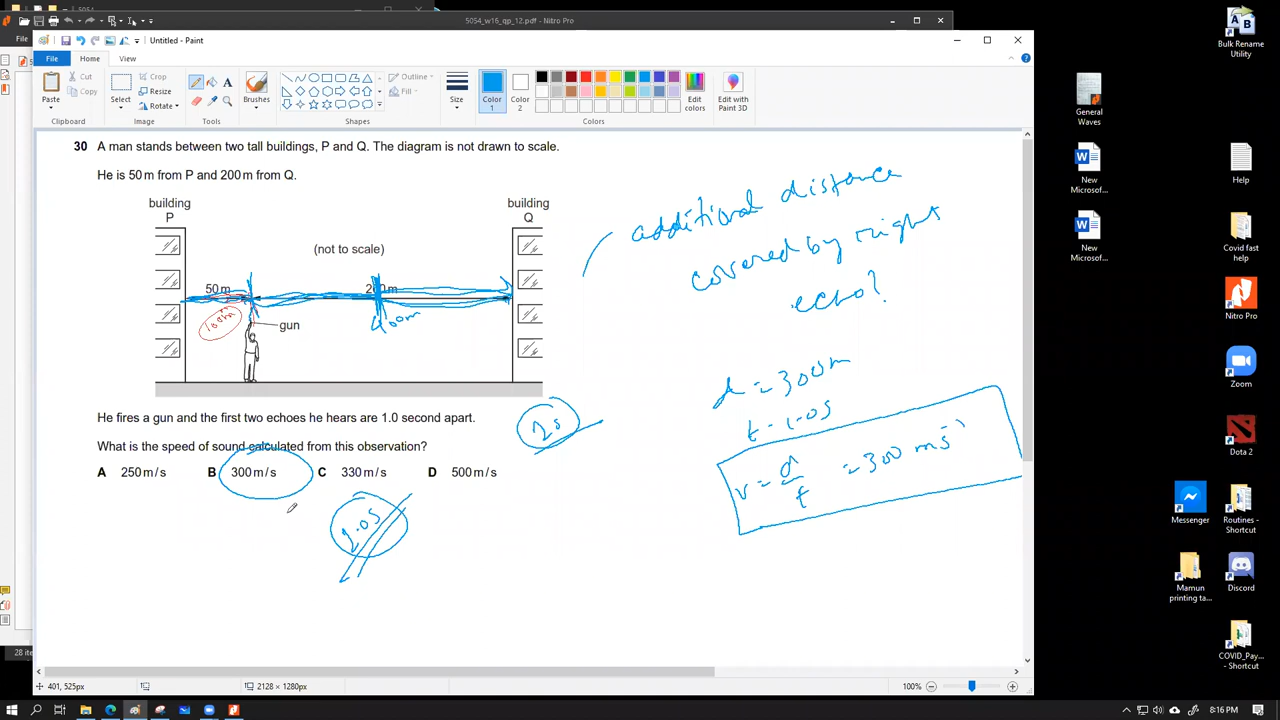 5054_w16_qp_12.pdf - Nitro Pro
File
Untitled - Paint
File Home View
Paste
Cut
Copy
Clipboard
Select
Crop
Resize
Rotate
Image
Tools
Brushes
Outline
Fill
Shapes
Size
Color
1
Color
2
Edit
colors
Edit with
Paint 3D
Colors
30 A man stands between two tall buildings, P and Q. The diagram is not drawn to scale.
He is 50 m from P and 200 m from Q.
building
P
building
Q
(not to scale)
50 m
200 m
100m
400m
gun
He fires a gun and the first two echoes he hears are 1.0 second apart.
What is the speed of sound calculated from this observation?
A 250 m / s B 300 m / s C 330 m / s D 500 m / s
additional distance
covered by right
echo?
d = 300m
t = 1.0s
v = d/t = 300 ms⁻¹
2s
1.0s
401, 525px
2128 × 1280px
100%
28 ite
Bulk Rename
Utility
General
Waves
New
Microsof...
Help
New
Microsof...
Covid fast
help
Nitro Pro
Zoom
Dota 2
Messenger
Routines -
Shortcut
Mamun
printing ta...
Discord
COVID_Pay...
- Shortcut
8:16 PM